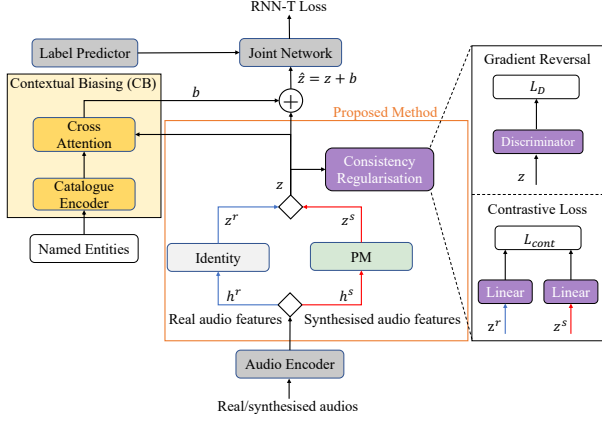 RNN-T Loss
Label Predictor
Joint Network
Contextual Biasing (CB)
b
ẑ = z + b
Cross
Attention
Catalogue
Encoder
Named Entities
Proposed Method
Consistency
Regularisation
z
z^r
z^s
Identity
PM
h^r
h^s
Real audio features
Synthesised audio features
Audio Encoder
Real/synthesised audios
Gradient Reversal
L_D
Discriminator
z
Contrastive Loss
L_cont
Linear
Linear
z^r
z^s